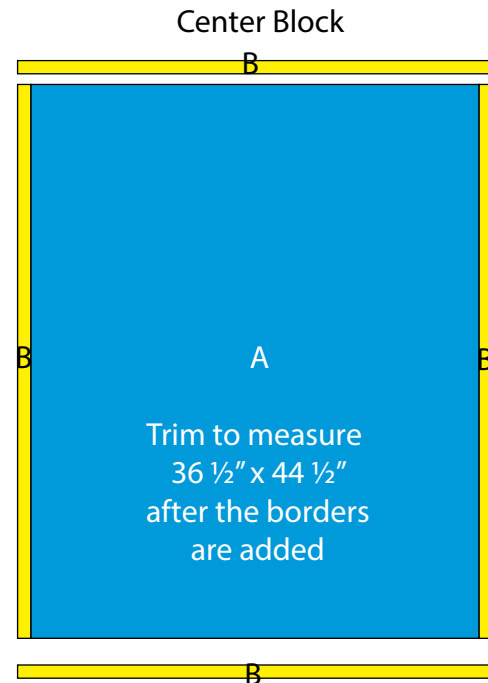 Center Block
B
B
A
B
Trim to measure
36 ½” x 44 ½”
after the borders
are added
B